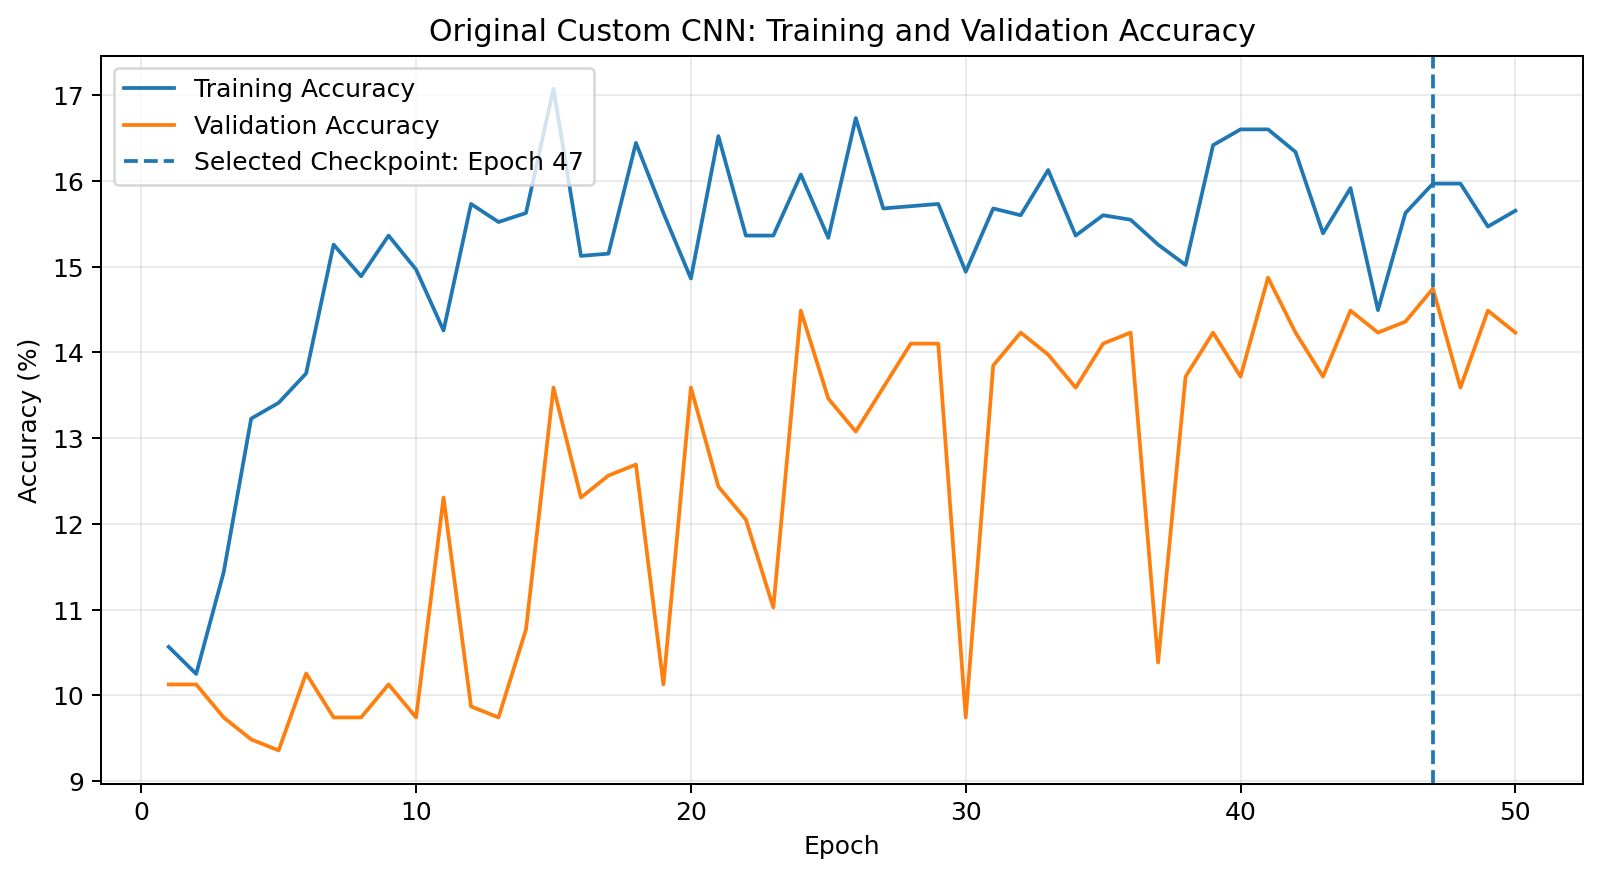 Original Custom CNN: Training and Validation Accuracy
Training Accuracy
Validation Accuracy
Selected Checkpoint: Epoch 47
Accuracy (%)
17
16
15
14
13
12
11
10
9
0 10 20 30 40 50
Epoch